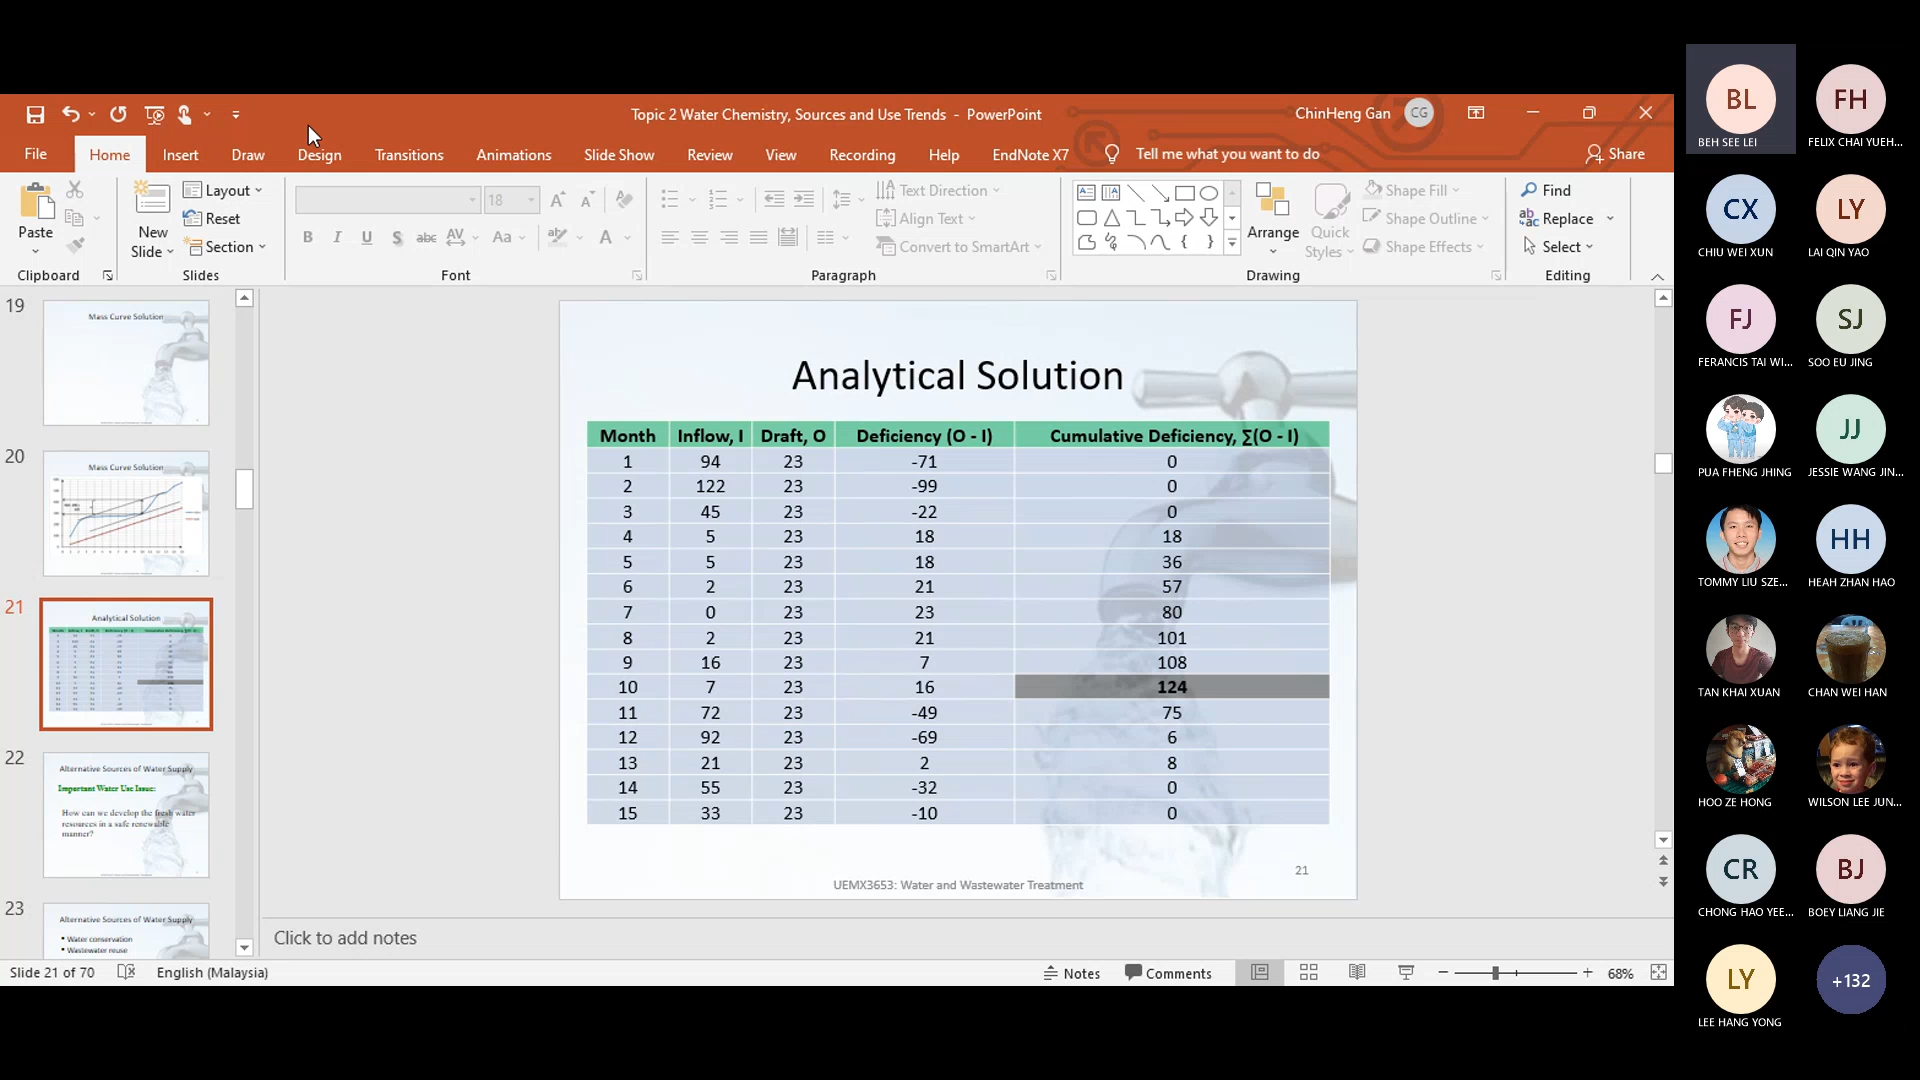 Topic 2 Water Chemistry, Sources and Use Trends - PowerPoint
ChinHeng Gan
CG
File
Home
Insert
Draw
Design
Transitions
Animations
Slide Show
Review
View
Recording
Help
EndNote X7
Tell me what you want to do
Share
Paste
Clipboard
New Slide
Layout
Reset
Section
Slides
18
Font
Text Direction
Align Text
Convert to SmartArt
Paragraph
Arrange
Quick Styles
Shape Fill
Shape Outline
Shape Effects
Drawing
Find
Replace
Select
Editing
19
Mass Curve Solution
20
Mass Curve Solution
21
Analytical Solution
22
Alternative Sources of Water Supply
Important Water Use Issue:
How can we develop the fresh water
resources in a safe renewable
manner?
23
Alternative Sources of Water Supply
• Water conservation
• Wastewater reuse
Analytical Solution
Month Inflow, I Draft, O Deficiency (O - I) Cumulative Deficiency, ∑(O - I)
1 94 23 -71 0
2 122 23 -99 0
3 45 23 -22 0
4 5 23 18 18
5 5 23 18 36
6 2 23 21 57
7 0 23 23 80
8 2 23 21 101
9 16 23 7 108
10 7 23 16 124
11 72 23 -49 75
12 92 23 -69 6
13 21 23 2 8
14 55 23 -32 0
15 33 23 -10 0
21
UEMX3653: Water and Wastewater Treatment
Click to add notes
Slide 21 of 70
English (Malaysia)
Notes
Comments
68%
BL
BEH SEE LEI
FH
FELIX CHAI YUEH...
CX
CHIU WEI XUN
LY
LAI QIN YAO
FJ
FERANCIS TAI WI...
SJ
SOO EU JING
PUA FHENG JHING
JJ
JESSIE WANG JIN...
TOMMY LIU SZE...
HH
HEAH ZHAN HAO
TAN KHAI XUAN
CHAN WEI HAN
HOO ZE HONG
WILSON LEE JUN...
CR
CHONG HAO YEE...
BJ
BOEY LIANG JIE
LY
LEE HANG YONG
+132